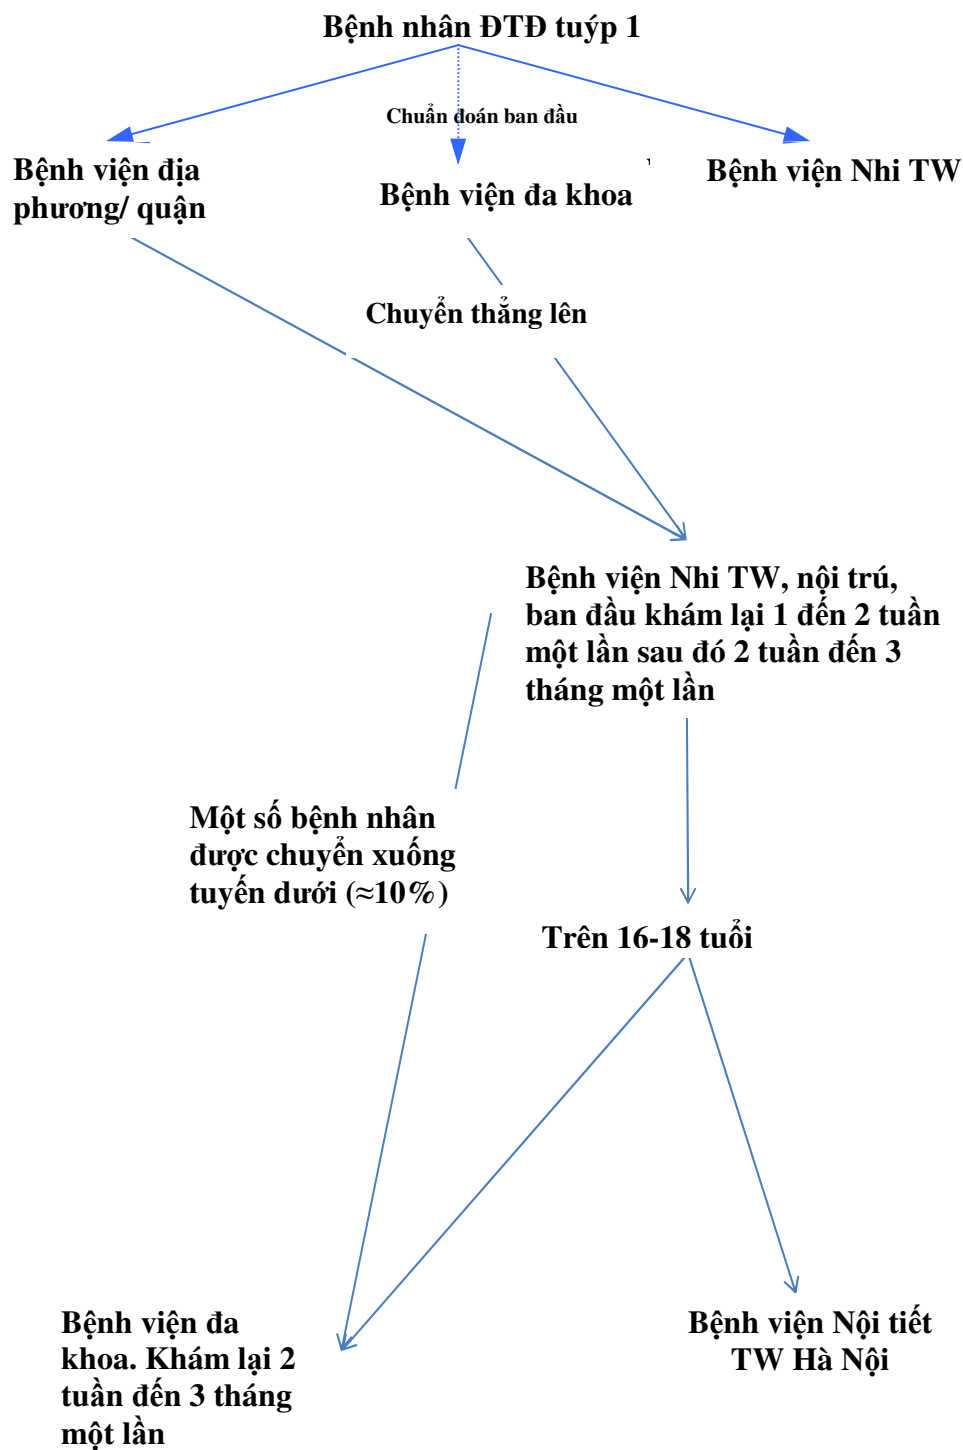 Bệnh nhân ĐTĐ tuýp 1
Chuẩn đoán ban đầu
Bệnh viện địa
phương/ quận
Bệnh viện đa khoa
Bệnh viện Nhi TW
Chuyển thẳng lên
Bệnh viện Nhi TW, nội trú,
ban đầu khám lại 1 đến 2 tuần
một lần sau đó 2 tuần đến 3
tháng một lần
Một số bệnh nhân
được chuyển xuống
tuyến dưới (≈10%)
Trên 16-18 tuổi
Bệnh viện đa
khoa. Khám lại 2
tuần đến 3 tháng
một lần
Bệnh viện Nội tiết
TW Hà Nội